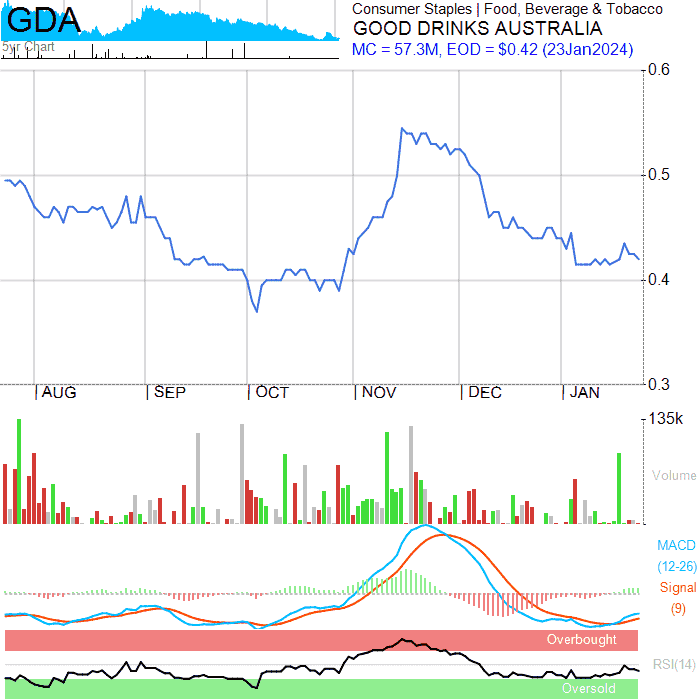 GDA
5yr Chart
Consumer Staples | Food, Beverage & Tobacco
GOOD DRINKS AUSTRALIA
MC = 57.3M, EOD = $0.42 (23Jan2024)
0.6
0.5
0.4
0.3
AUG
SEP
OCT
NOV
DEC
JAN
135k
Volume
MACD
(12-26)
Signal
(9)
Overbought
RSI(14)
Oversold